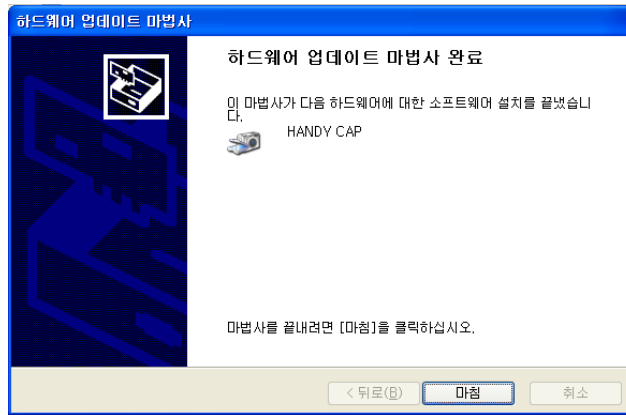 하드웨어 업데이트 마법사
하드웨어 업데이트 마법사 완료
이 마법사가 다음 하드웨어에 대한 소프트웨어 설치를 끝냈습니
다.
HANDY CAP
마법사를 끝내려면 [마침]을 클릭하십시오.
< 뒤로(B) 마침 취소